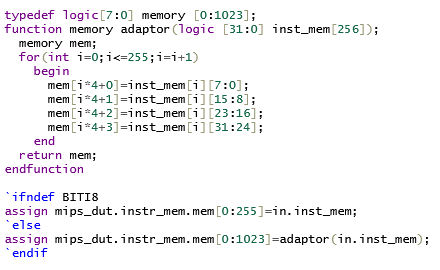 typedef logic[7:0] memory [0:1023];
function memory adaptor(logic [31:0] inst_mem[256]);
  memory mem;
  for(int i=0;i<=255;i=i+1)
    begin
      mem[i*4+0]=inst_mem[i][7:0];
      mem[i*4+1]=inst_mem[i][15:8];
      mem[i*4+2]=inst_mem[i][23:16];
      mem[i*4+3]=inst_mem[i][31:24];
    end
  return mem;
endfunction

`ifndef BITI8
assign mips_dut.instr_mem.mem[0:255]=in.inst_mem;
`else
assign mips_dut.instr_mem.mem[0:1023]=adaptor(in.inst_mem);
`endif